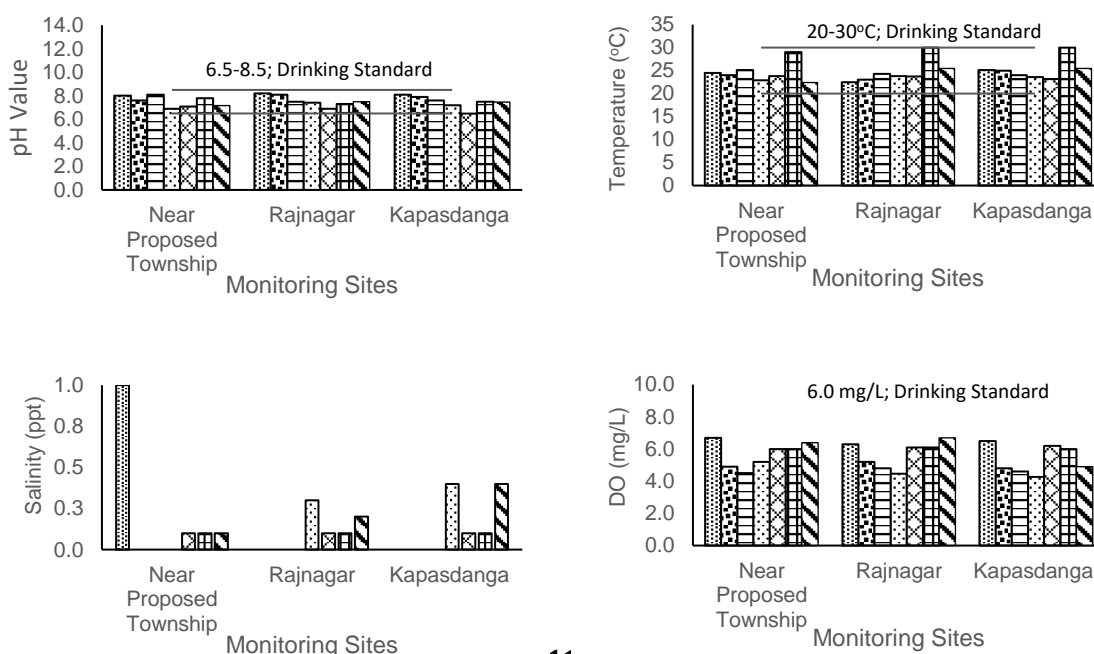 pH Value
14.0
12.0
10.0
8.0
6.0
4.0
2.0
0.0
6.5-8.5; Drinking Standard
Near
Proposed
Township
Rajnagar
Kapasdanga
Monitoring Sites
Temperature (oC)
35
30
25
20
15
10
5
0
20-30oC; Drinking Standard
Near
Proposed
Township
Rajnagar
Kapasdanga
Monitoring Sites
Salinity (ppt)
1.0
0.8
0.5
0.3
0.0
Near
Proposed
Township
Rajnagar
Kapasdanga
Monitoring Sites
DO (mg/L)
10.0
8.0
6.0
4.0
2.0
0.0
6.0 mg/L; Drinking Standard
Near
Proposed
Township
Rajnagar
Kapasdanga
Monitoring Sites